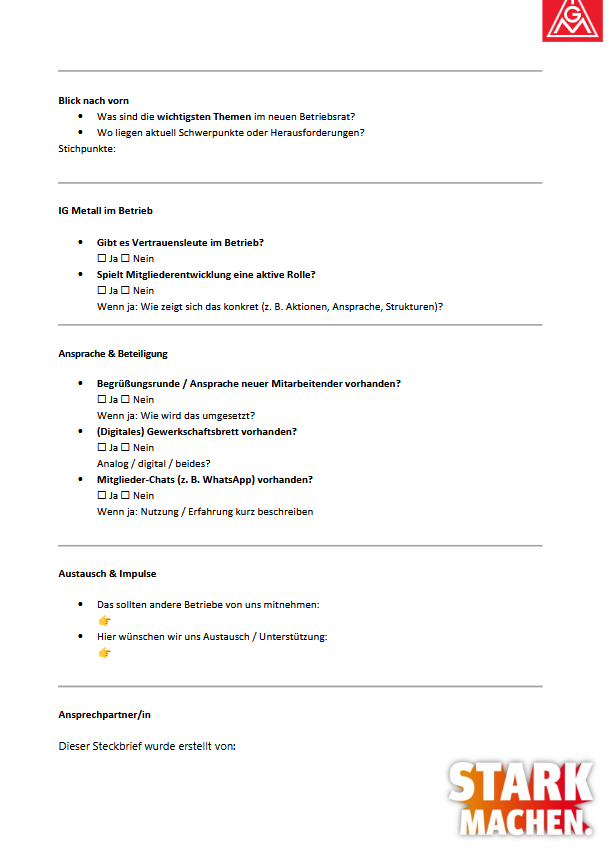 IGM
Blick nach vorn
• Was sind die wichtigsten Themen im neuen Betriebsrat?
• Wo liegen aktuell Schwerpunkte oder Herausforderungen?
Stichpunkte:
IG Metall im Betrieb
• Gibt es Vertrauensleute im Betrieb?
☐ Ja ☐ Nein
• Spielt Mitgliederentwicklung eine aktive Rolle?
☐ Ja ☐ Nein
Wenn ja: Wie zeigt sich das konkret (z. B. Aktionen, Ansprache, Strukturen)?
Ansprache & Beteiligung
• Begrüßungsrunde / Ansprache neuer Mitarbeitender vorhanden?
☐ Ja ☐ Nein
Wenn ja: Wie wird das umgesetzt?
• (Digitales) Gewerkschaftsbrett vorhanden?
☐ Ja ☐ Nein
Analog / digital / beides?
• Mitglieder-Chats (z. B. WhatsApp) vorhanden?
☐ Ja ☐ Nein
Wenn ja: Nutzung / Erfahrung kurz beschreiben
Austausch & Impulse
• Das sollten andere Betriebe von uns mitnehmen:
👉
• Hier wünschen wir uns Austausch / Unterstützung:
👉
Ansprechpartner/in
Dieser Steckbrief wurde erstellt von:
STARK
MACHEN.